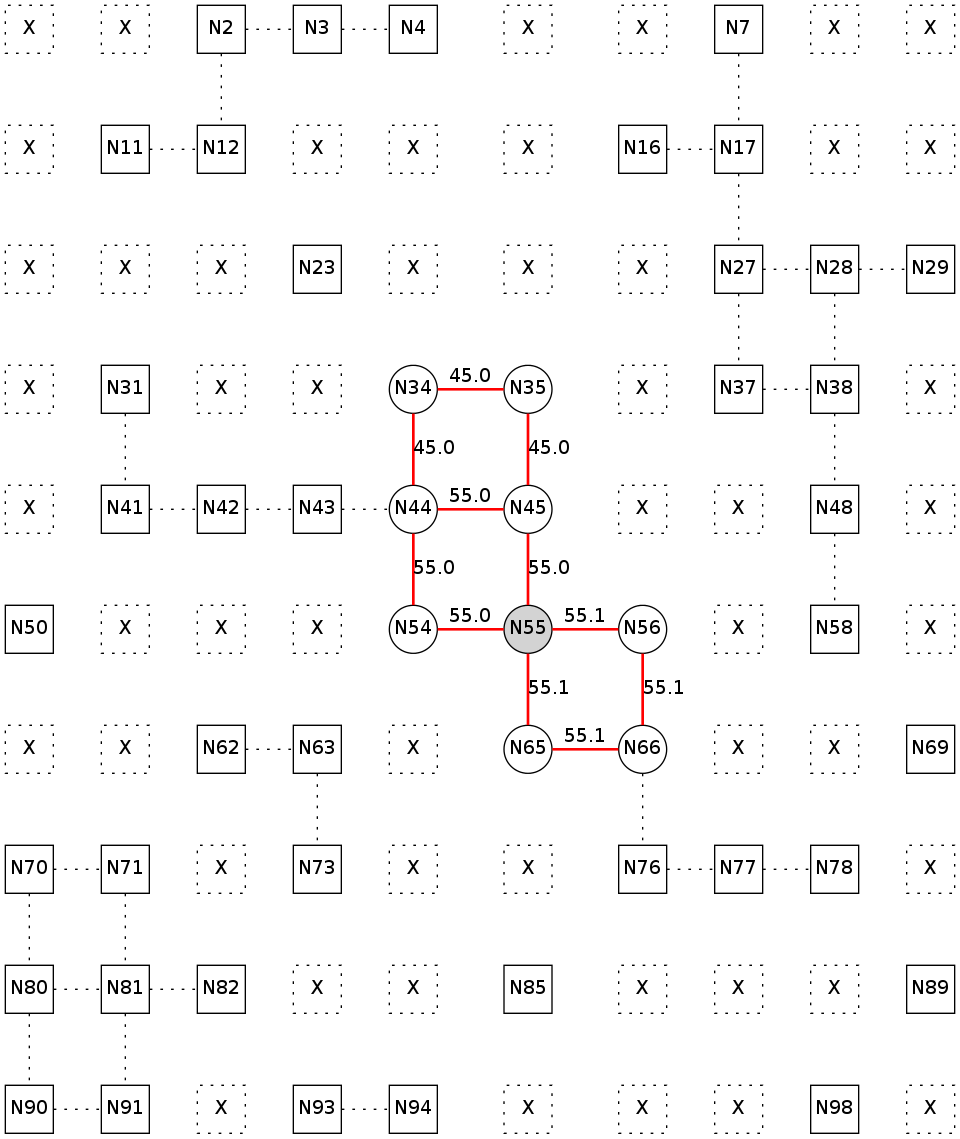 X X N2 N3 N4 X X N7 X X
X N11 N12 X X X N16 N17 X X
X X X N23 X X X N27 N28 N29
45.0
X N31 X X N34 N35 X N37 N38 X
45.0 45.0
55.0
X N41 N42 N43 N44 N45 X X N48 X
55.0 55.0
55.0 55.1
N50 X X X N54 N55 N56 X N58 X
55.1 55.1
55.1
X X N62 N63 X N65 N66 X X N69
N70 N71 X N73 X X N76 N77 N78 X
N80 N81 N82 X X N85 X X X N89
N90 N91 X N93 N94 X X X N98 X